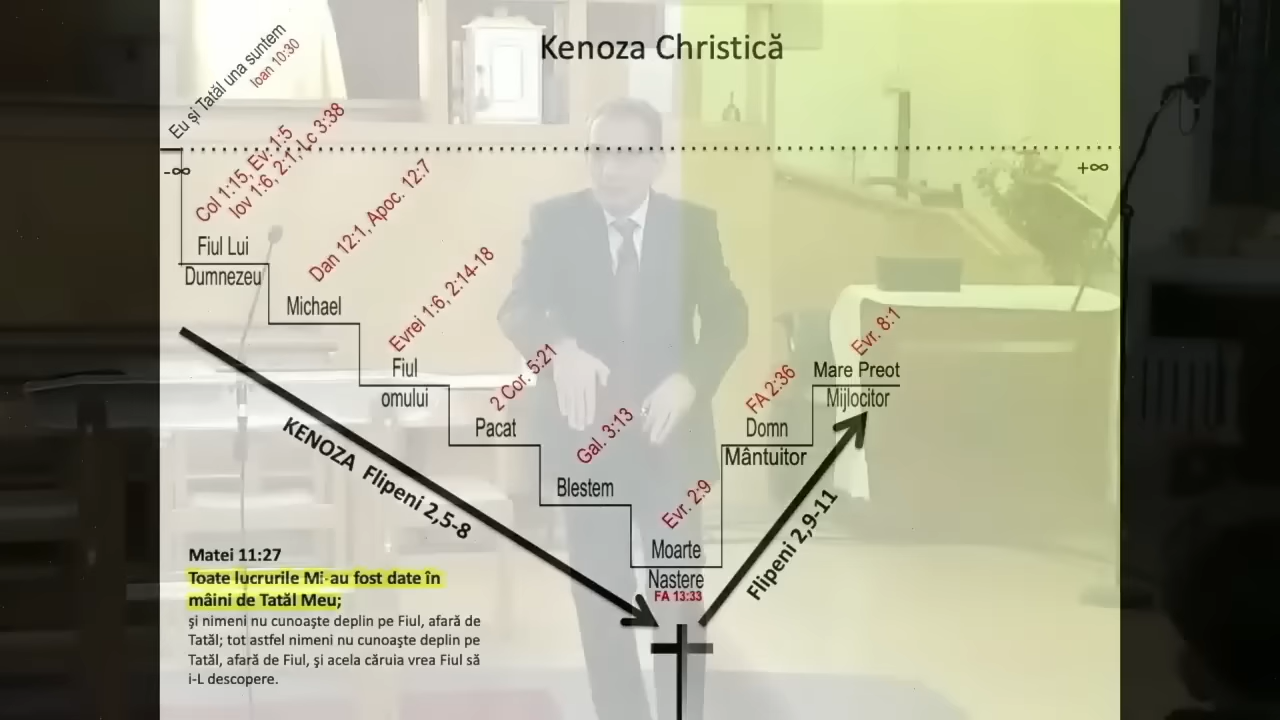 Kenoza Christică
Eu și Tatăl una suntem
Ioan 10:30
-∞
+∞
Col 1:15, Ev. 1:5
Iov 1:6, 2:1, Lc 3:38
Fiul Lui
Dumnezeu
Dan 12:1, Apoc. 12:7
Michael
Evrei 1:6, 2:14-18
Fiul
omului
2 Cor. 5:21
Pacat
Gal. 3:13
Blestem
Evr. 2:9
Moarte
Nastere
FA 13:33
FA 2:36
Domn
Mântuitor
Evr. 8:1
Mare Preot
Mijlocitor
KENOZA Flipeni 2,5-8
Flipeni 2,9-11
Matei 11:27
Toate lucrurile Mi-au fost date în
mâini de Tatăl Meu;
şi nimeni nu cunoaşte deplin pe Fiul, afară de
Tatăl; tot astfel nimeni nu cunoaşte deplin pe
Tatăl, afară de Fiul, şi acela căruia vrea Fiul să
i-L descopere.